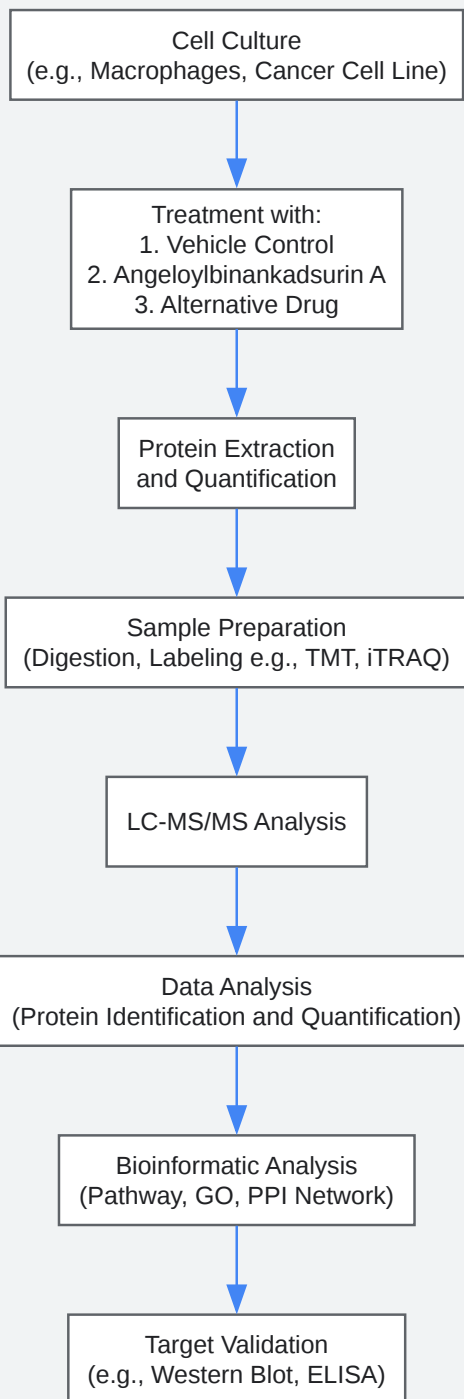 Cell Culture
(e.g., Macrophages, Cancer Cell Line)
Treatment with:
1. Vehicle Control
2. Angeloylbinankadsurin A
3. Alternative Drug
Protein Extraction
and Quantification
Sample Preparation
(Digestion, Labeling e.g., TMT, iTRAQ)
LC-MS/MS Analysis
Data Analysis
(Protein Identification and Quantification)
Bioinformatic Analysis
(Pathway, GO, PPI Network)
Target Validation
(e.g., Western Blot, ELISA)